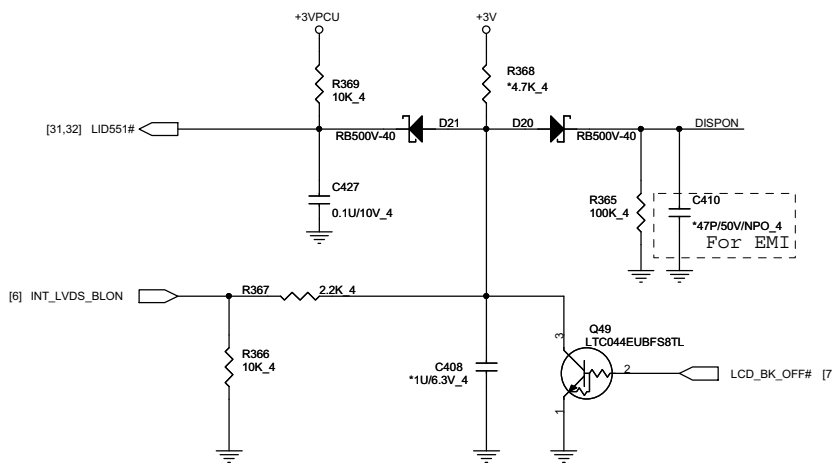 +3VPCU
+3V
R369
10K_4
R368
*4.7K_4
[31,32] LID551#
D21
D20
DISPON
RB500V-40
RB500V-40
C427
0.1U/10V_4
R365
100K_4
C410
*47P/50V/NPO_4
For EMI
[6] INT_LVDS_BLON
R367
2.2K_4
Q49
LTC044EUBFS8TL
3
R366
10K_4
C408
*1U/6.3V_4
2
LCD_BK_OFF# [7
1